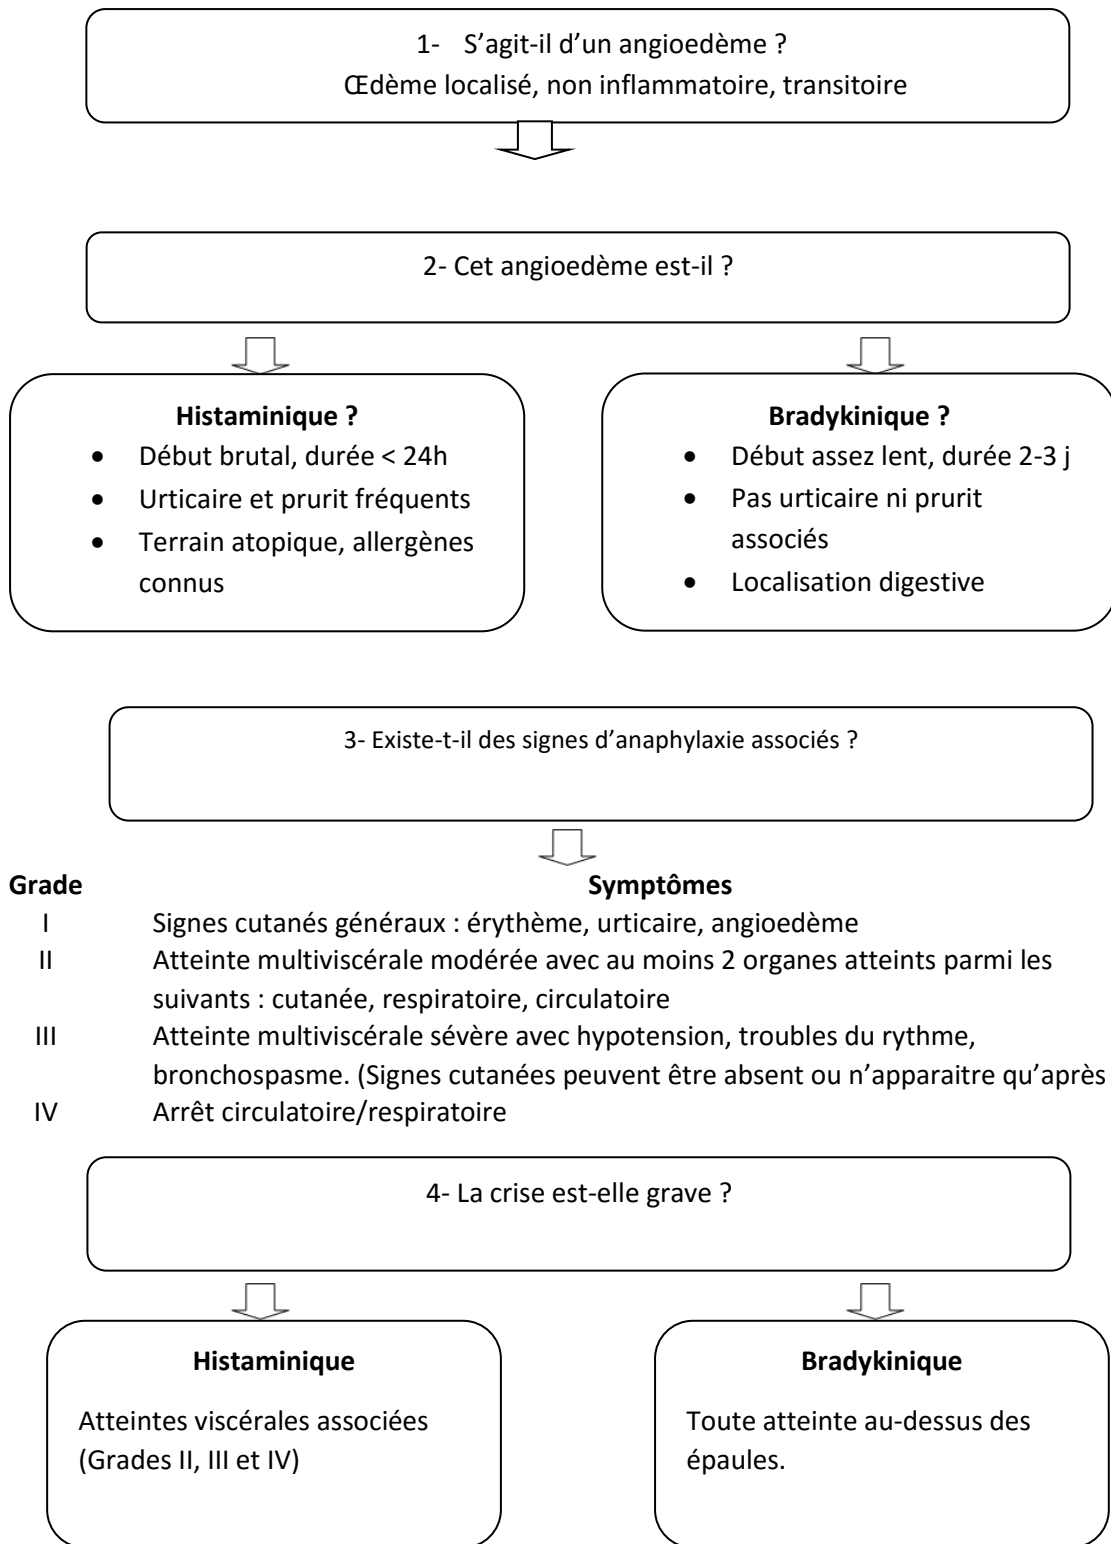 1- S’agit-il d’un angioedème ?
Œdème localisé, non inflammatoire, transitoire
2- Cet angioedème est-il ?
Histaminique ?
• Début brutal, durée < 24h
• Urticaire et prurit fréquents
• Terrain atopique, allergènes
connus
Bradykinique ?
• Début assez lent, durée 2-3 j
• Pas urticaire ni prurit
associés
• Localisation digestive
3- Existe-t-il des signes d’anaphylaxie associés ?
Grade Symptômes
I Signes cutanés généraux : érythème, urticaire, angioedème
II Atteinte multiviscérale modérée avec au moins 2 organes atteints parmi les
suivants : cutanée, respiratoire, circulatoire
III Atteinte multiviscérale sévère avec hypotension, troubles du rythme,
bronchospasme. (Signes cutanées peuvent être absent ou n’apparaitre qu’après
IV Arrêt circulatoire/respiratoire
4- La crise est-elle grave ?
Histaminique
Atteintes viscérales associées
(Grades II, III et IV)
Bradykinique
Toute atteinte au-dessus des
épaules.